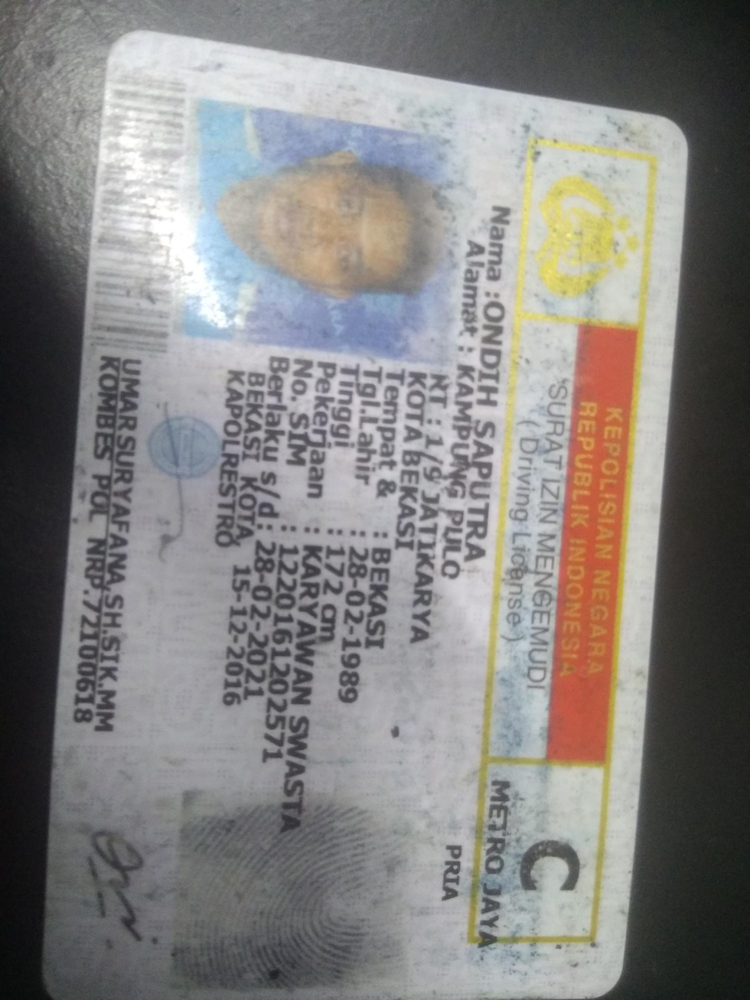 KEPOLISIAN NEGARA
REPUBLIK INDONESIA
SURAT IZIN MENGEMUDI
( Driving License )
C
METRO JAYA
Nama :ONDIH SAPUTRA
PRIA
Alamat : KAMPUNG PULO
RT : 1/9 JATIKARYA
KOTA BEKASI
Tempat & : BEKASI
Tgl.Lahir : 28-02-1989
Tinggi : 172 cm
Pekerjaan : KARYAWAN SWASTA
No. SIM : 1220161202571
Berlaku s/d : 28-02-2021
BEKASI KOTA, 15-12-2016
KAPOLRESTRO
UMAR SURYAFANA,SH.SIK.MM
KOMBES POL NRP.72100618